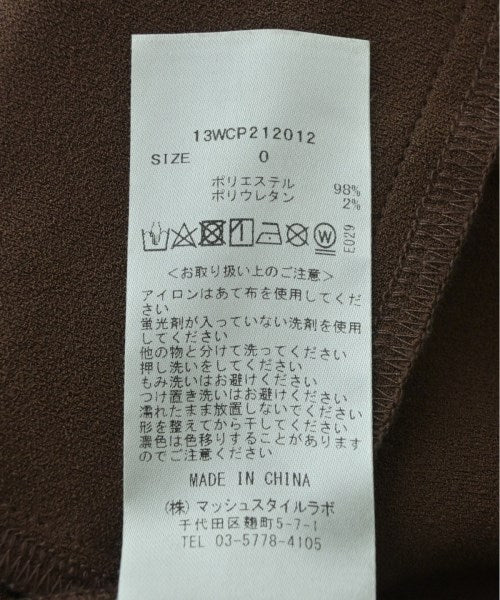 13WCP212012
SIZE 0
ポリエステル 98%
ポリウレタン 2%
W
E029
<お取り扱い上のご注意>
アイロンはあて布を使用してくださ
い
蛍光剤が入っていない洗剤を使用
してください
他の物と分けて洗ってください
押し洗いをしてください
もみ洗いはお避けください
つけ置き洗いはお避けください
濡れたまま放置しないでください
形を整えてから干してください
濃色は色移りすることがあります
のでご注意ください
MADE IN CHINA
(株) マッシュスタイルラボ
千代田区麹町5-7-1
TEL 03-5778-4105